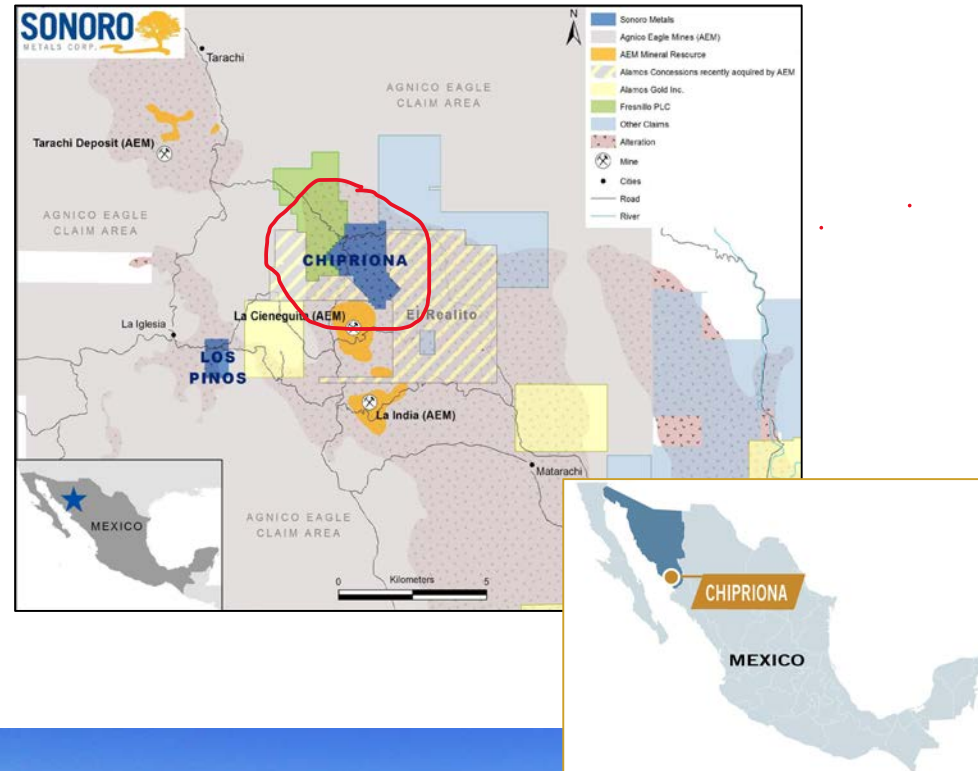 SONORO
METALS CORP.
Tarachi
Tarachi Deposit (AEM)
AGNICO EAGLE
CLAIM AREA
N
Sonoro Metals
Agnico Eagle Mines (AEM)
AEM Mineral Resource
Alamos Concessions recently acquired by AEM
Alamos Gold Inc.
Fresnillo PLC
Other Claims
Alteration
Mine
Cities
Road
River
AGNICO EAGLE
CLAIM AREA
CHIPRIONA
La Cieneguita (AEM)
El Realito
La Iglesia
LOS
PINOS
La India (AEM)
Matarachi
AGNICO EAGLE
CLAIM AREA
MEXICO
Kilometers
0 5
CHIPRIONA
MEXICO